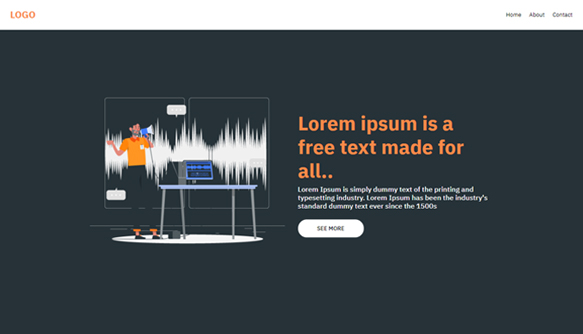 LOGO
Home About Contact
Lorem ipsum is a
free text made for
all..
Lorem Ipsum is simply dummy text of the printing and
typesetting industry. Lorem Ipsum has been the industry's
standard dummy text ever since the 1500s
SEE MORE